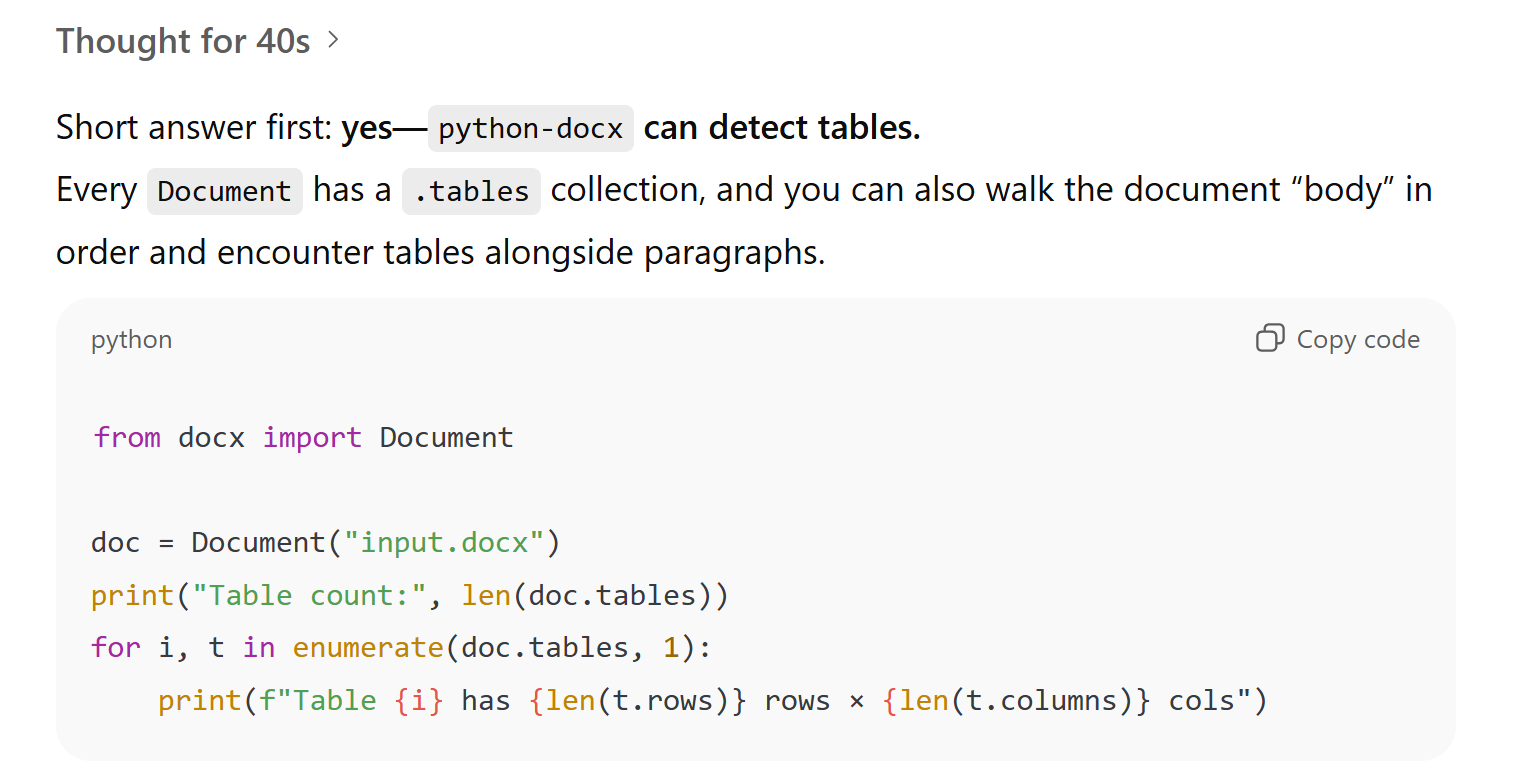 Thought for 40s
Short answer first: yes—python-docx can detect tables.
Every Document has a .tables collection, and you can also walk the document “body” in
order and encounter tables alongside paragraphs.
python
Copy code
from docx import Document
doc = Document("input.docx")
print("Table count:", len(doc.tables))
for i, t in enumerate(doc.tables, 1):
    print(f"Table {i} has {len(t.rows)} rows × {len(t.columns)} cols")